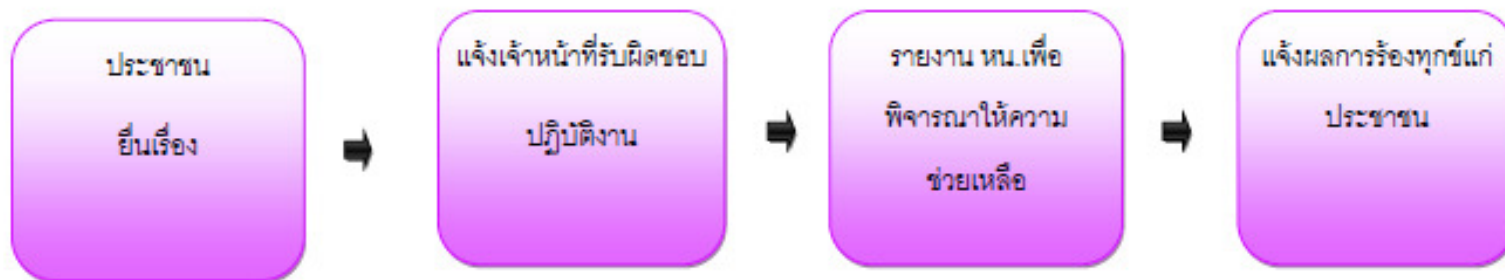 ประชาชน
ยื่นเรื่อง
แจ้งเจ้าหน้าที่รับผิดชอบ
ปฏิบัติงาน
รายงาน หน.เพื่อ
พิจารณาให้ความ
ช่วยเหลือ
แจ้งผลการร้องทุกข์แก่
ประชาชน